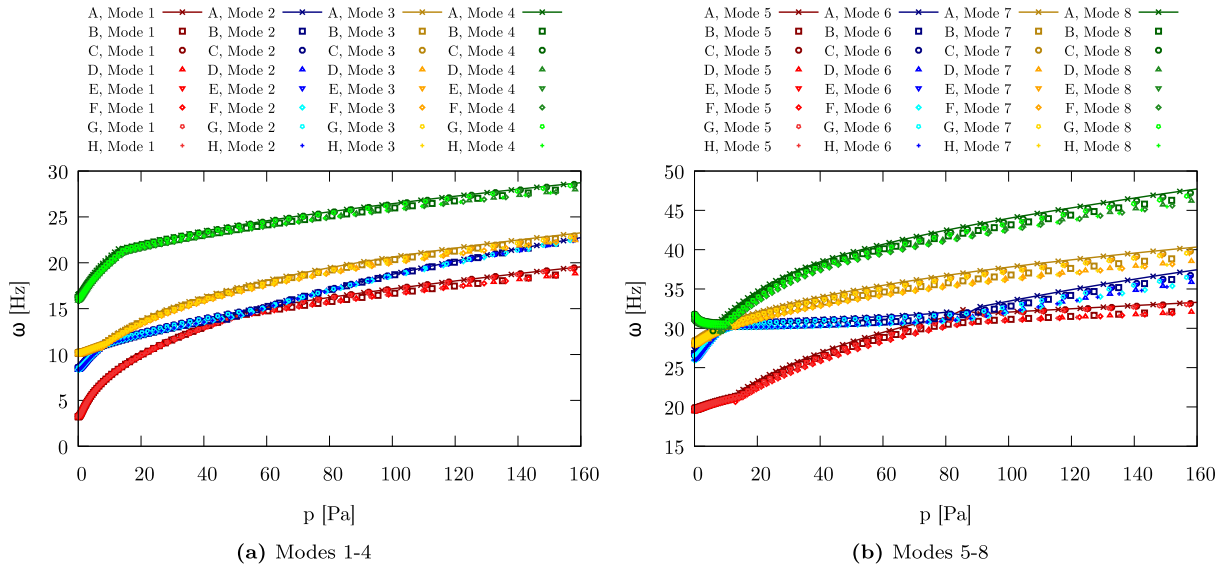 A, Mode 1 A, Mode 2 A, Mode 3 A, Mode 4
B, Mode 1 B, Mode 2 B, Mode 3 B, Mode 4
C, Mode 1 C, Mode 2 C, Mode 3 C, Mode 4
D, Mode 1 D, Mode 2 D, Mode 3 D, Mode 4
E, Mode 1 E, Mode 2 E, Mode 3 E, Mode 4
F, Mode 1 F, Mode 2 F, Mode 3 F, Mode 4
G, Mode 1 G, Mode 2 G, Mode 3 G, Mode 4
H, Mode 1 H, Mode 2 H, Mode 3 H, Mode 4
30
25
20
15
10
5
0
ω [Hz]
0 20 40 60 80 100 120 140 160
p [Pa]
(a) Modes 1-4
A, Mode 5 A, Mode 6 A, Mode 7 A, Mode 8
B, Mode 5 B, Mode 6 B, Mode 7 B, Mode 8
C, Mode 5 C, Mode 6 C, Mode 7 C, Mode 8
D, Mode 5 D, Mode 6 D, Mode 7 D, Mode 8
E, Mode 5 E, Mode 6 E, Mode 7 E, Mode 8
F, Mode 5 F, Mode 6 F, Mode 7 F, Mode 8
G, Mode 5 G, Mode 6 G, Mode 7 G, Mode 8
H, Mode 5 H, Mode 6 H, Mode 7 H, Mode 8
50
45
40
35
30
25
20
15
ω [Hz]
0 20 40 60 80 100 120 140 160
p [Pa]
(b) Modes 5-8